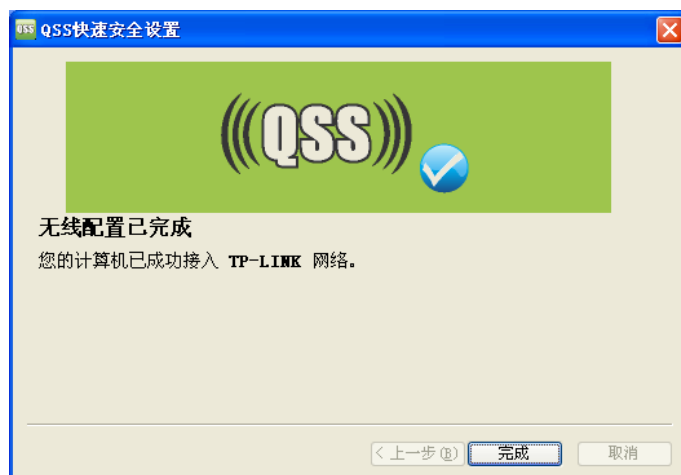 QSS QSS快速安全设置
(((QSS)))
无线配置已完成
您的计算机已成功接入 TP-LINK 网络。
< 上一步(B) 完成 取消